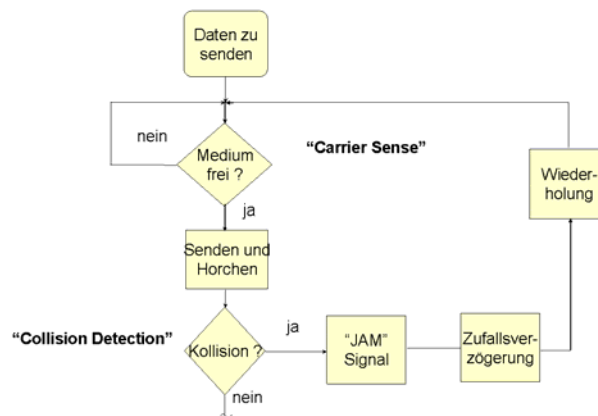 Daten zu
senden
nein
Medium
frei ?
"Carrier Sense"
Wieder-
holung
ja
Senden und
Horchen
"Collision Detection"
Kollision ?
ja
"JAM"
Signal
Zufallsver-
zögerung
nein